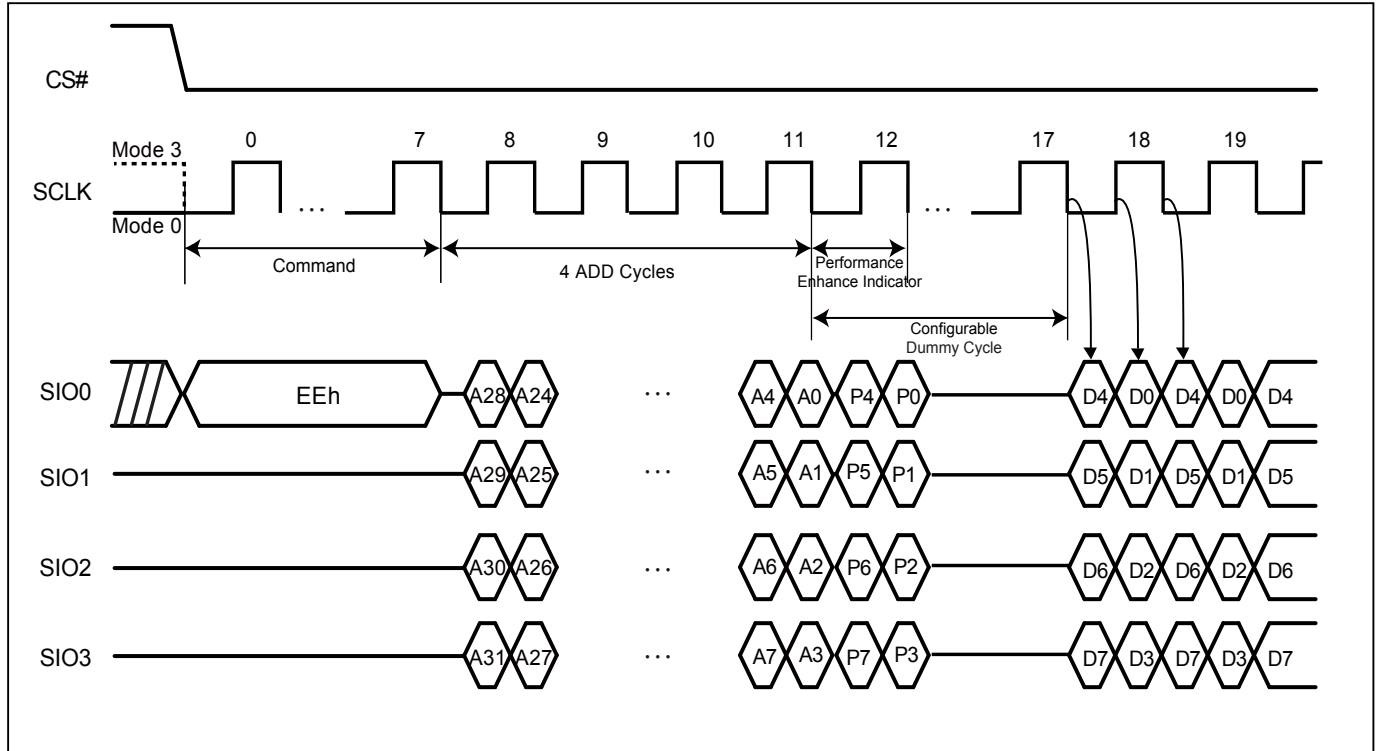 CS#
0 7 8 9 10 11 12 17 18 19
Mode 3
SCLK
...
...
Mode 0
Command
4 ADD Cycles
Performance
Enhance Indicator
Configurable
Dummy Cycle
SIO0 EEh A28 A24 ... A4 A0 P4 P0 D4 D0 D4 D0 D4
SIO1 A29 A25 ... A5 A1 P5 P1 D5 D1 D5 D1 D5
SIO2 A30 A26 ... A6 A2 P6 P2 D6 D2 D6 D2 D6
SIO3 A31 A27 ... A7 A3 P7 P3 D7 D3 D7 D3 D7